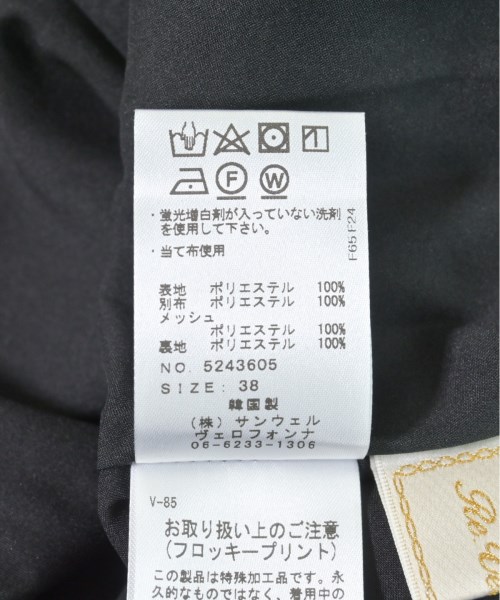 F
W
・蛍光増白剤が入っていない洗剤
を使用して下さい。
・当て布使用
F65F24
表地 ポリエステル 100%
別布 ポリエステル 100%
メッシュ
ポリエステル 100%
裏地 ポリエステル 100%
NO. 5243605
SIZE: 38
韓国製
(株) サンウェル
ヴェロフォンナ
06-6233-1306
V-85
お取り扱い上のご注意
(フロッキープリント)
この製品は特殊加工品です。永
久的なものではなく、着用中の